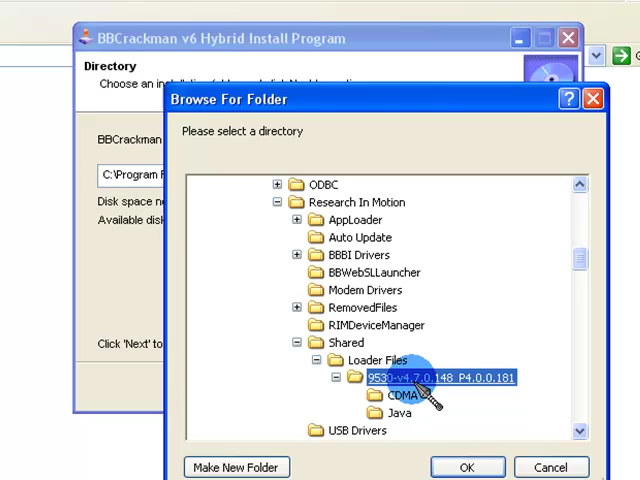 BBCrackman v6 Hybrid Install Program
Directory
Choose an
Browse For Folder
Please select a directory
BBCrackman
C:\Program F
Disk space ne
Available disk
Click 'Next' to
ODBC
Research In Motion
AppLoader
Auto Update
BBBI Drivers
BBWebSLLauncher
Modem Drivers
RemovedFiles
RIMDeviceManager
Shared
Loader Files
9530-v4.7.0.148_P4.0.0.181
CDMA
Java
USB Drivers
Make New Folder
OK
Cancel